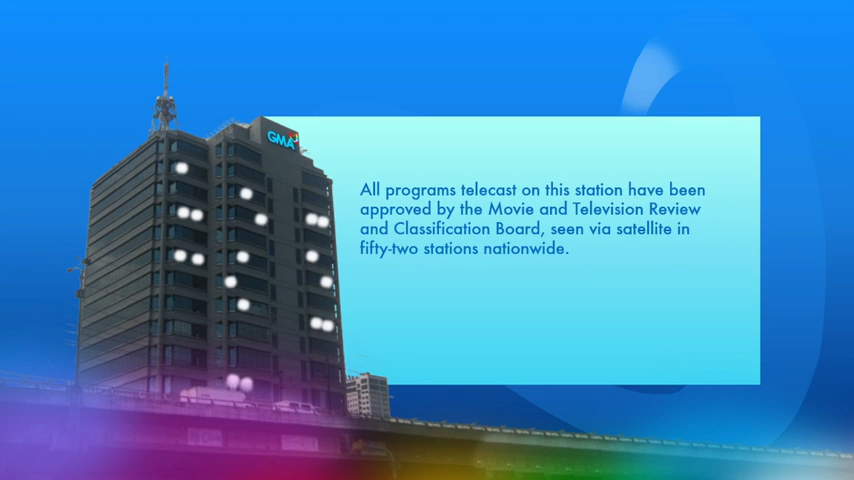 GMA
All programs telecast on this station have been
approved by the Movie and Television Review
and Classification Board, seen via satellite in
fifty-two stations nationwide.